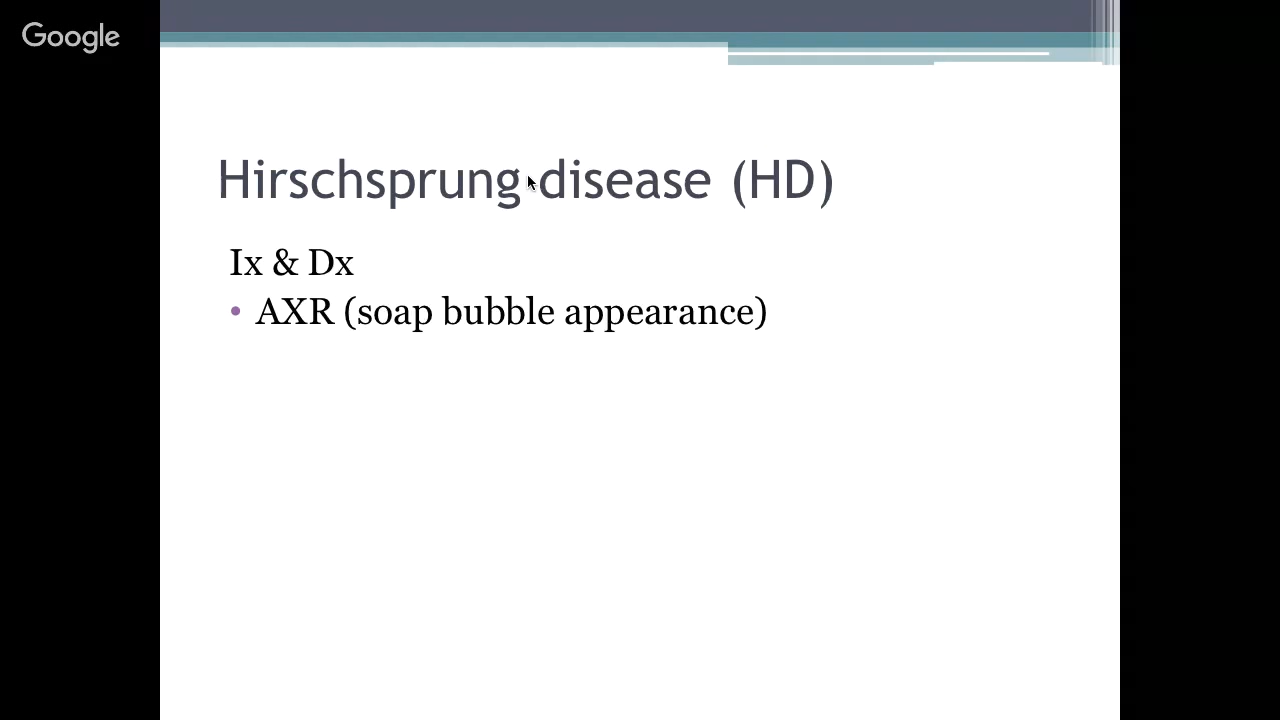 Google
Hirschsprung disease (HD)
Ix & Dx
• AXR (soap bubble appearance)